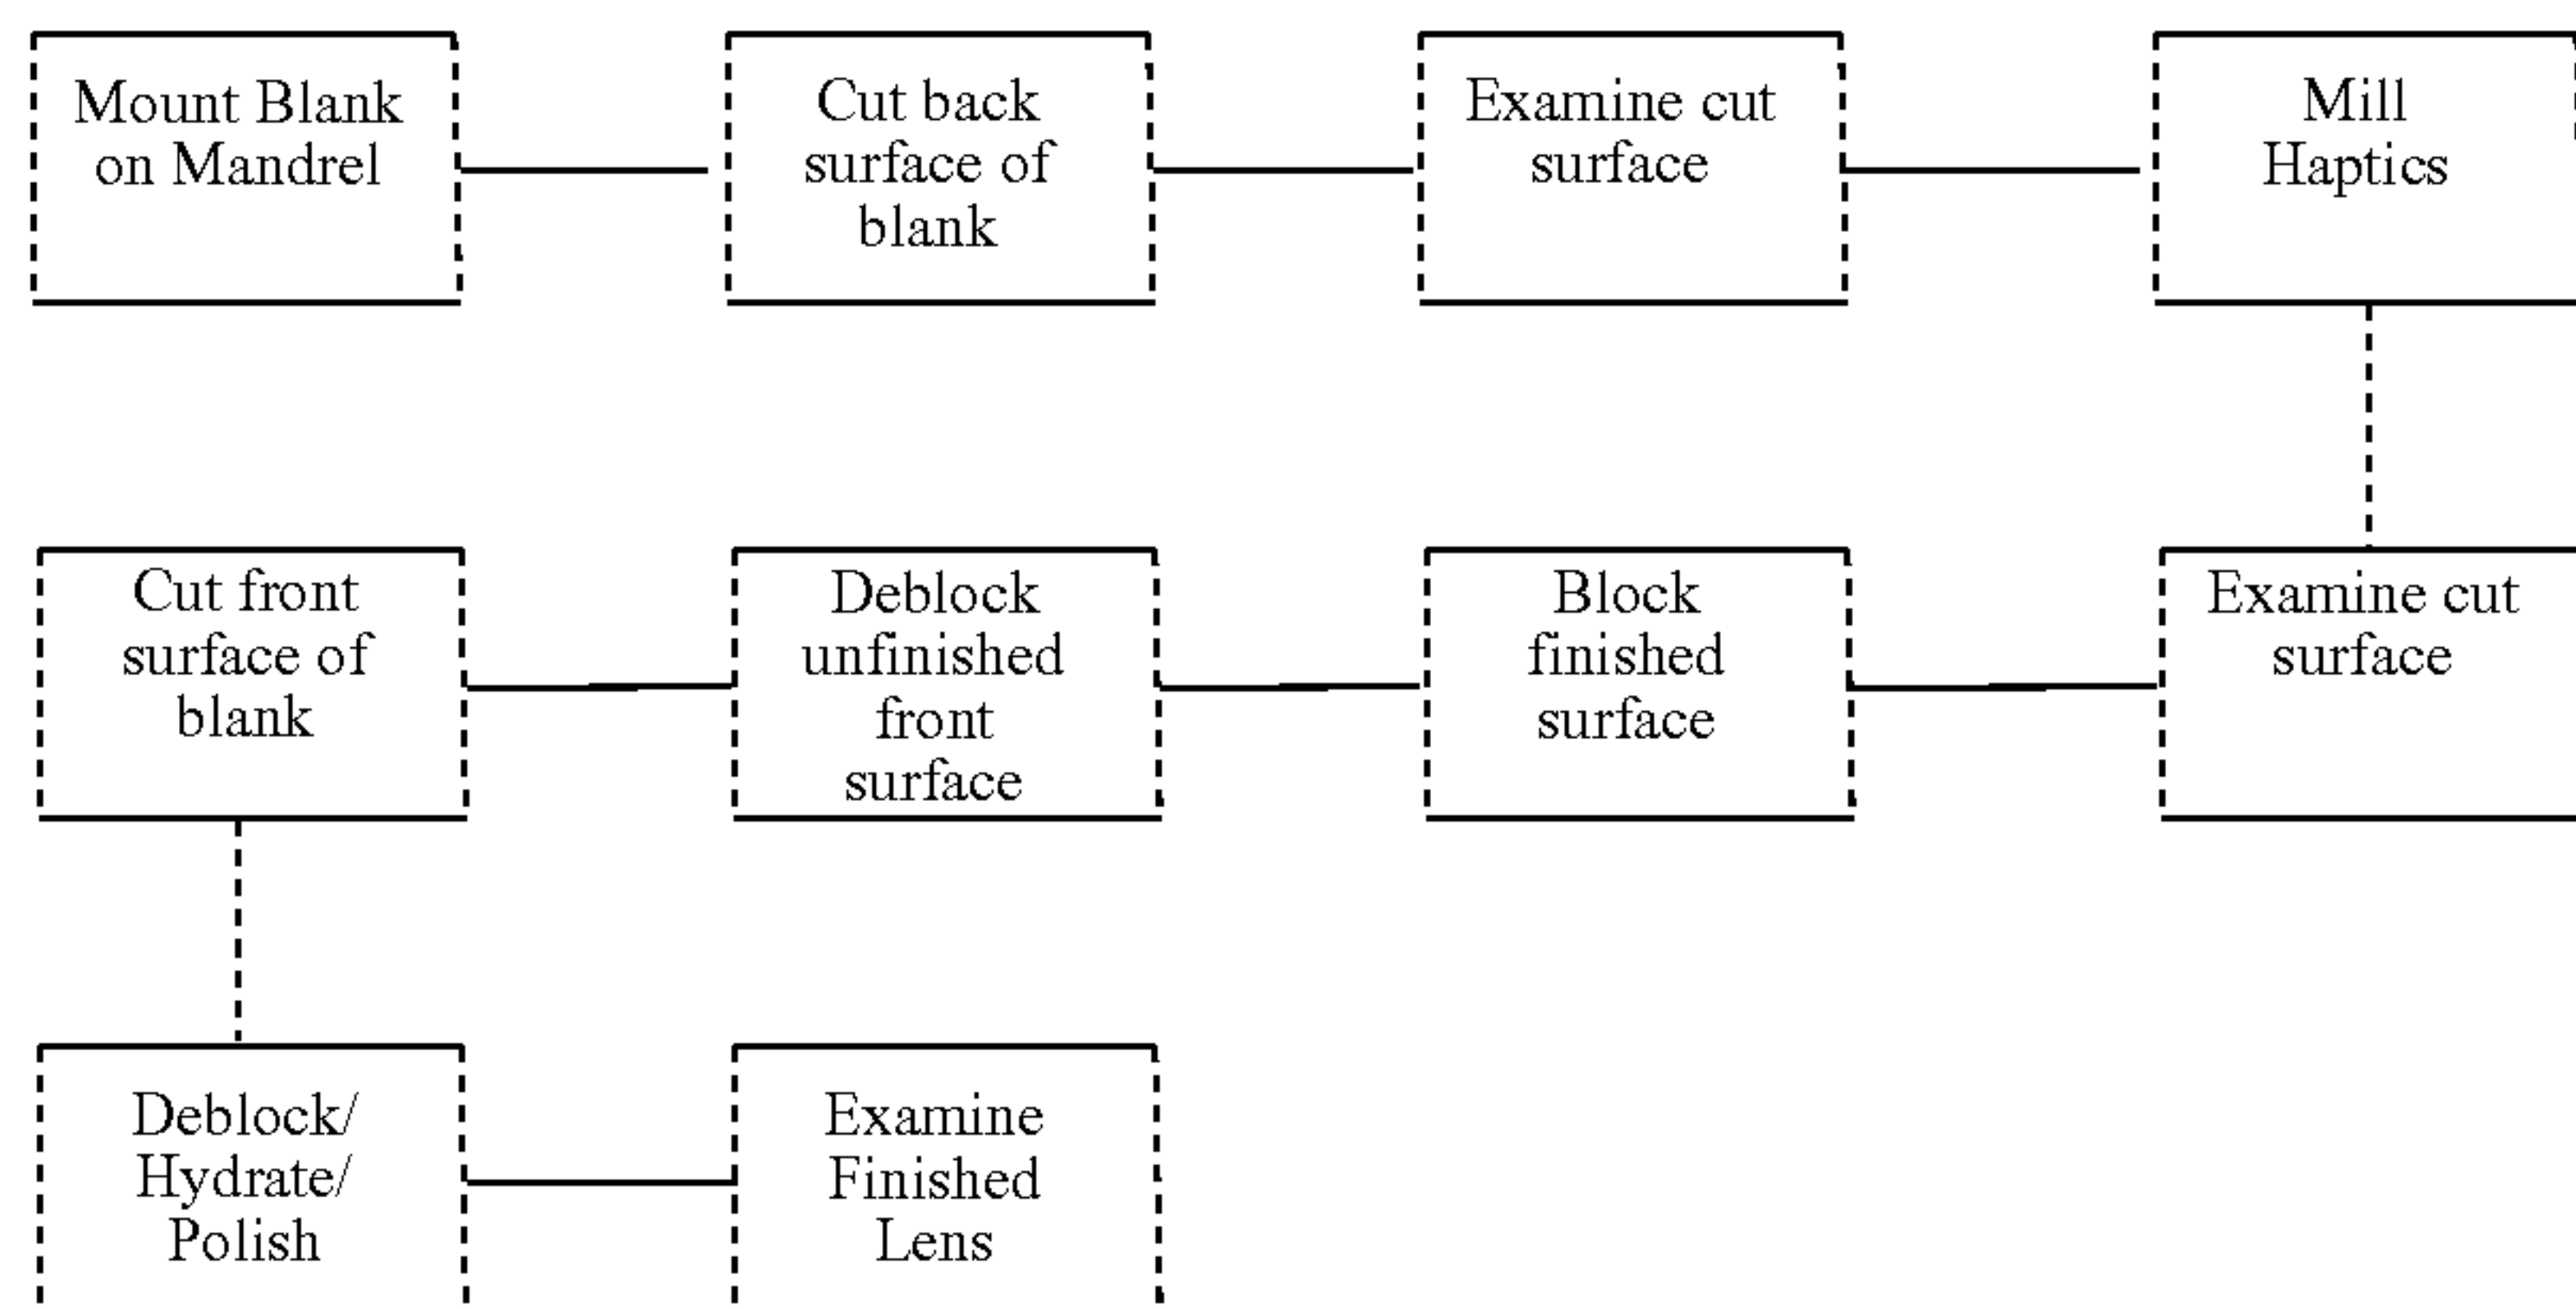 Mount Blank
on Mandrel
Cut back
surface of
blank
Examine cut
surface
Mill
Haptics
Cut front
surface of
blank
Deblock
unfinished
front
surface
Block
finished
surface
Examine cut
surface
Deblock/
Hydrate/
Polish
Examine
Finished
Lens